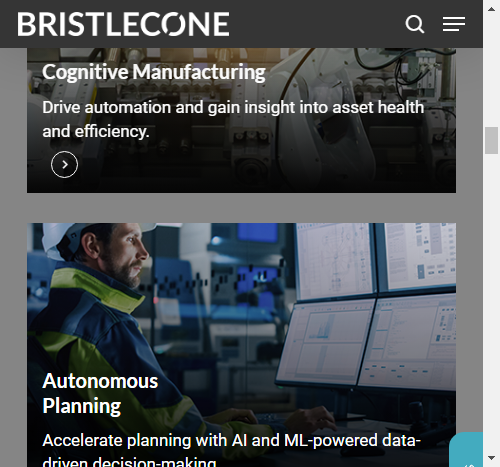 BRISTLECONE
Cognitive Manufacturing
Drive automation and gain insight into asset health
and efficiency.
Autonomous
Planning
Accelerate planning with AI and ML-powered data-
driven decision-making